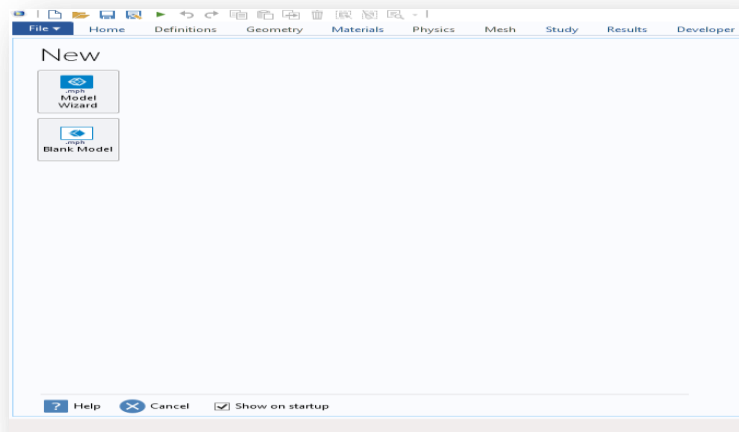 File Home Definitions Geometry Materials Physics Mesh Study Results Developer
New
.mph
Model
Wizard
.mph
Blank Model
? Help Cancel Show on startup